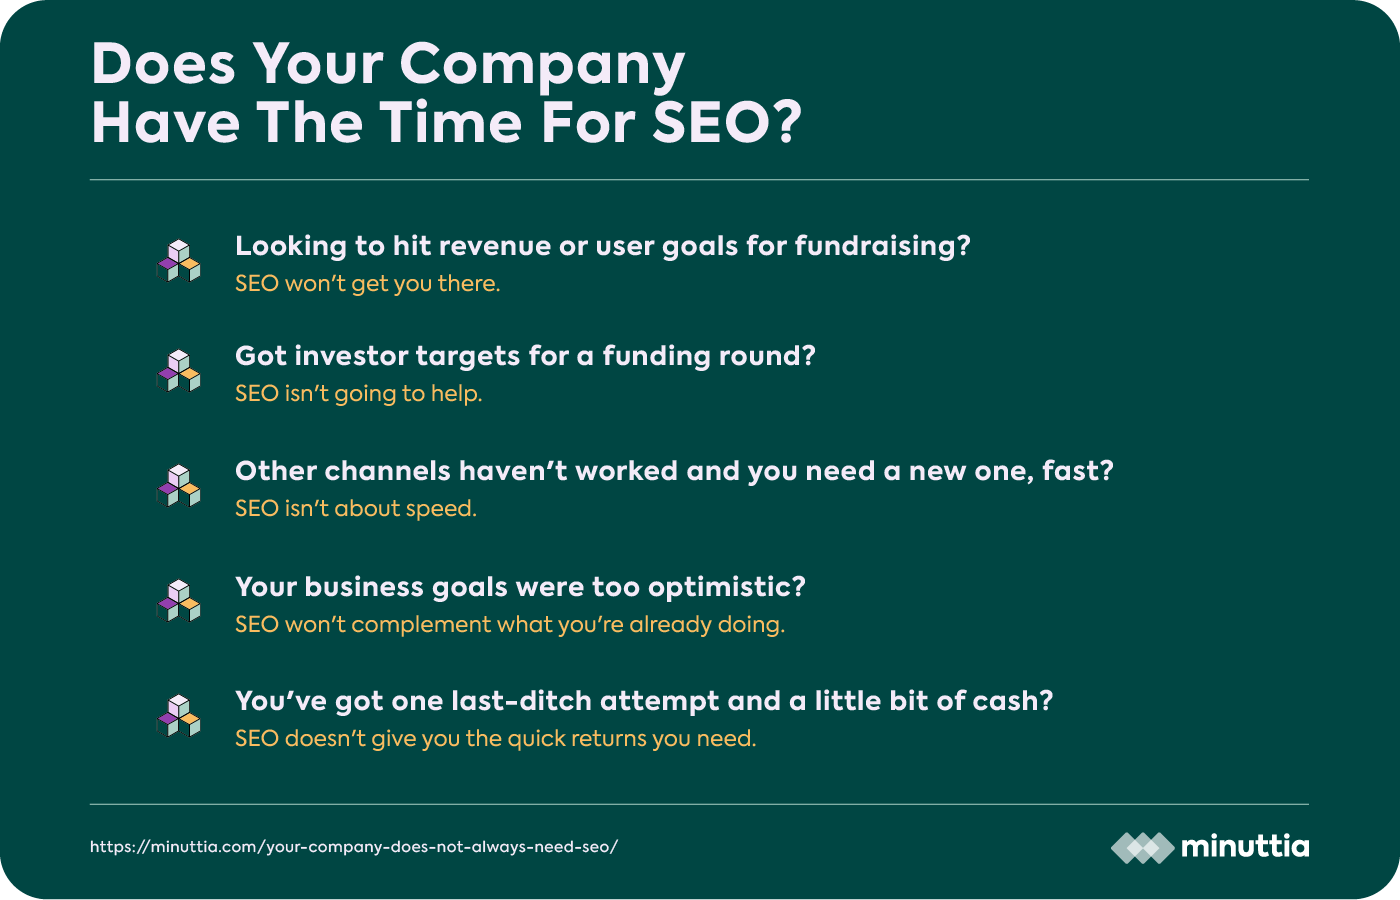 Does Your Company
Have The Time For SEO?
Looking to hit revenue or user goals for fundraising?
SEO won't get you there.
Got investor targets for a funding round?
SEO isn't going to help.
Other channels haven't worked and you need a new one, fast?
SEO isn't about speed.
Your business goals were too optimistic?
SEO won't complement what you're already doing.
You've got one last-ditch attempt and a little bit of cash?
SEO doesn't give you the quick returns you need.
https://minuttia.com/your-company-does-not-always-need-seo/
minuttia